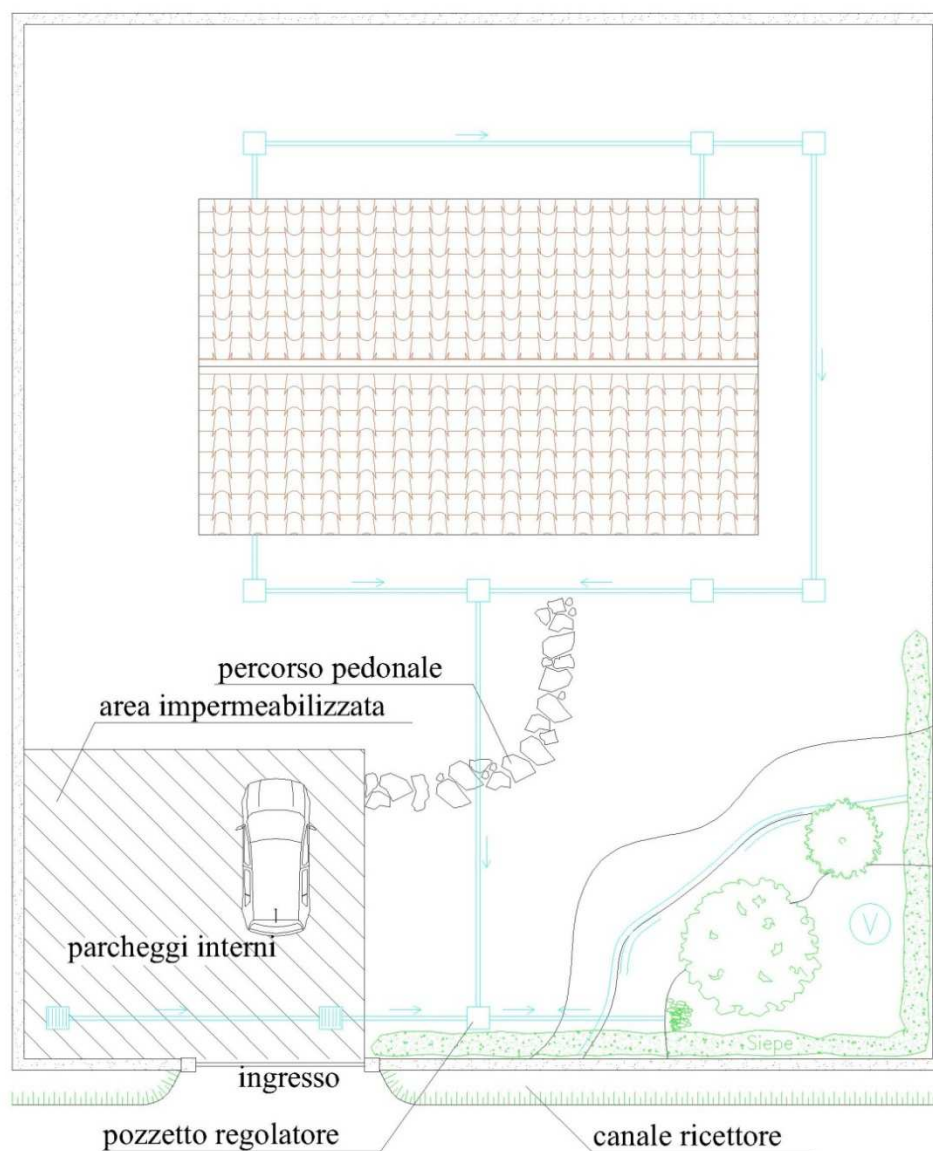 percorso pedonale
area impermeabilizzata
parcheggi interni
V
Siepe
ingresso
pozzetto regolatore
canale ricettore